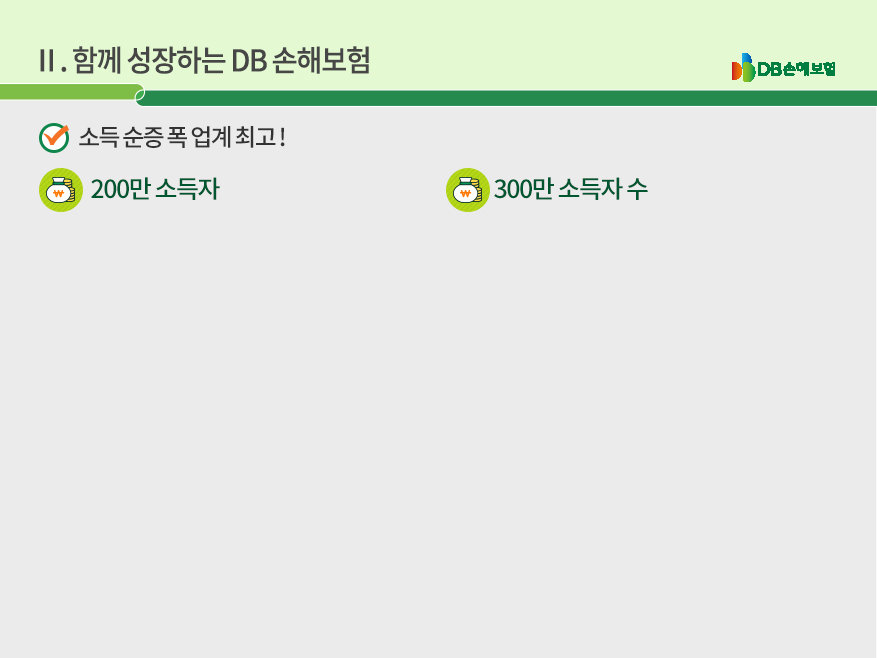 II . 함께 성장하는 DB 손해보험
DB손해보험
소득 순증 폭 업계 최고 !
200만 소득자
300만 소득자 수